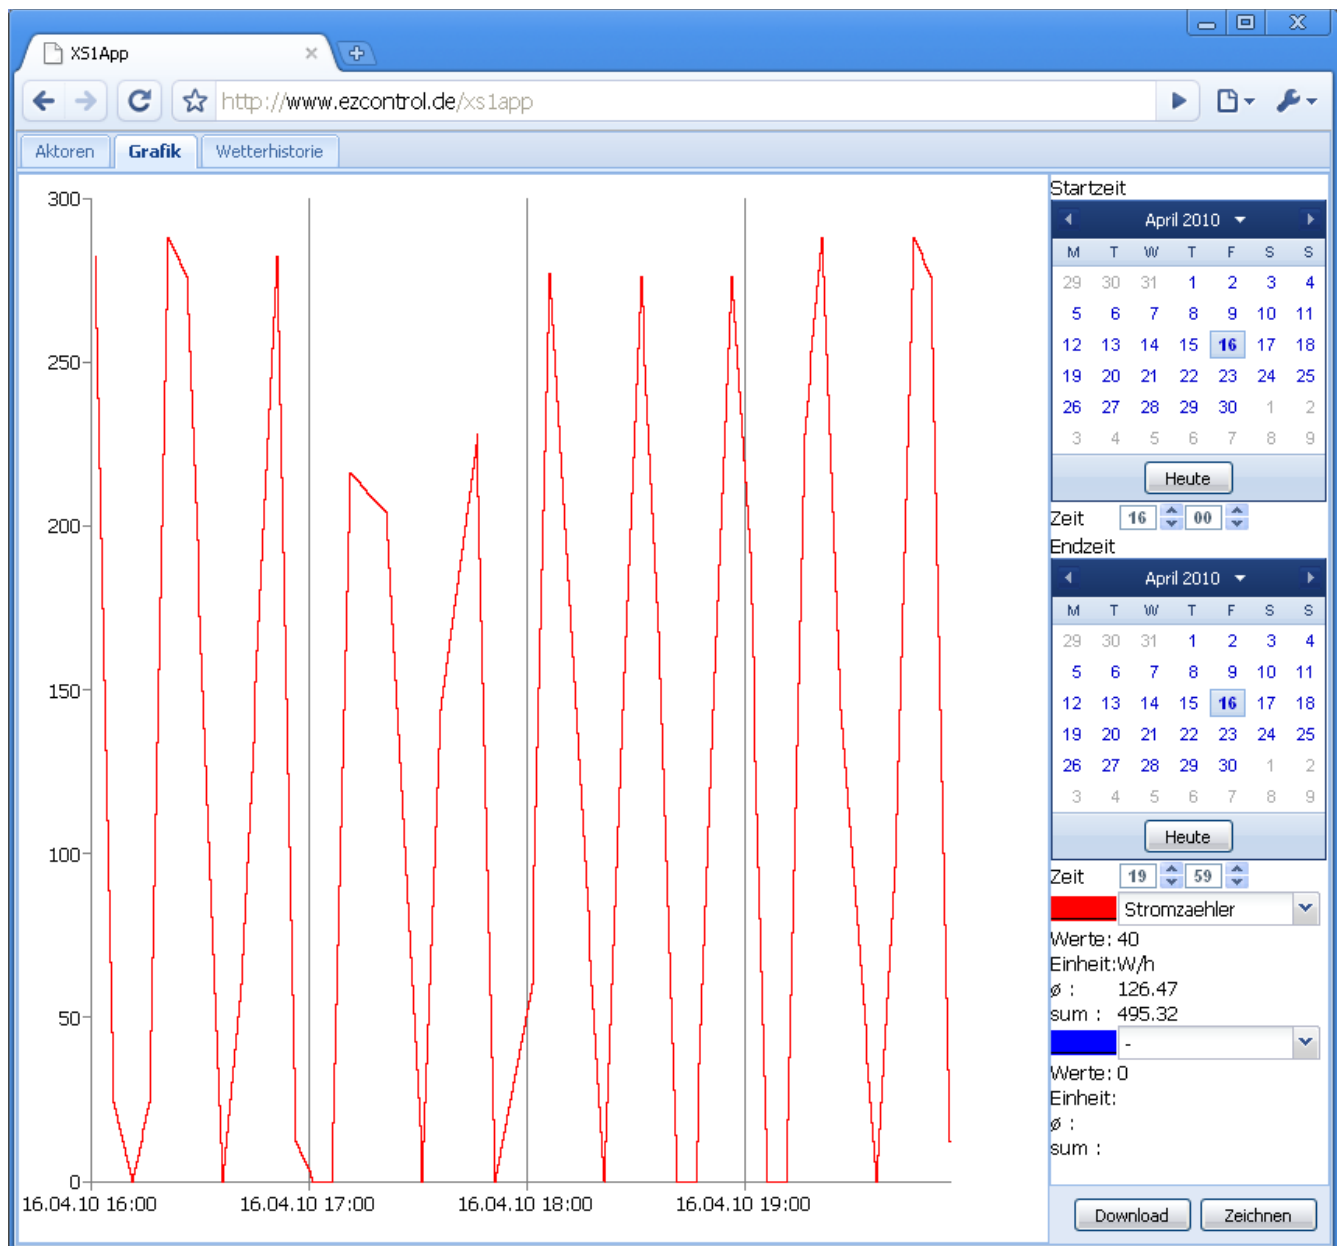 XS1App
http://www.ezcontrol.de/xs1app
Aktoren Grafik Wetterhistorie
300
250
200
150
100
50
0
16.04.10 16:00 16.04.10 17:00 16.04.10 18:00 16.04.10 19:00
Startzeit
April 2010
M T W T F S S
29 30 31 1 2 3 4
5 6 7 8 9 10 11
12 13 14 15 16 17 18
19 20 21 22 23 24 25
26 27 28 29 30 1 2
3 4 5 6 7 8 9
Heute
Zeit 16 00
Endzeit
April 2010
M T W T F S S
29 30 31 1 2 3 4
5 6 7 8 9 10 11
12 13 14 15 16 17 18
19 20 21 22 23 24 25
26 27 28 29 30 1 2
3 4 5 6 7 8 9
Heute
Zeit 19 59
Stromzaehler
Werte: 40
Einheit:W/h
ø : 126.47
sum : 495.32
-
Werte: 0
Einheit:
ø :
sum :
Download Zeichnen